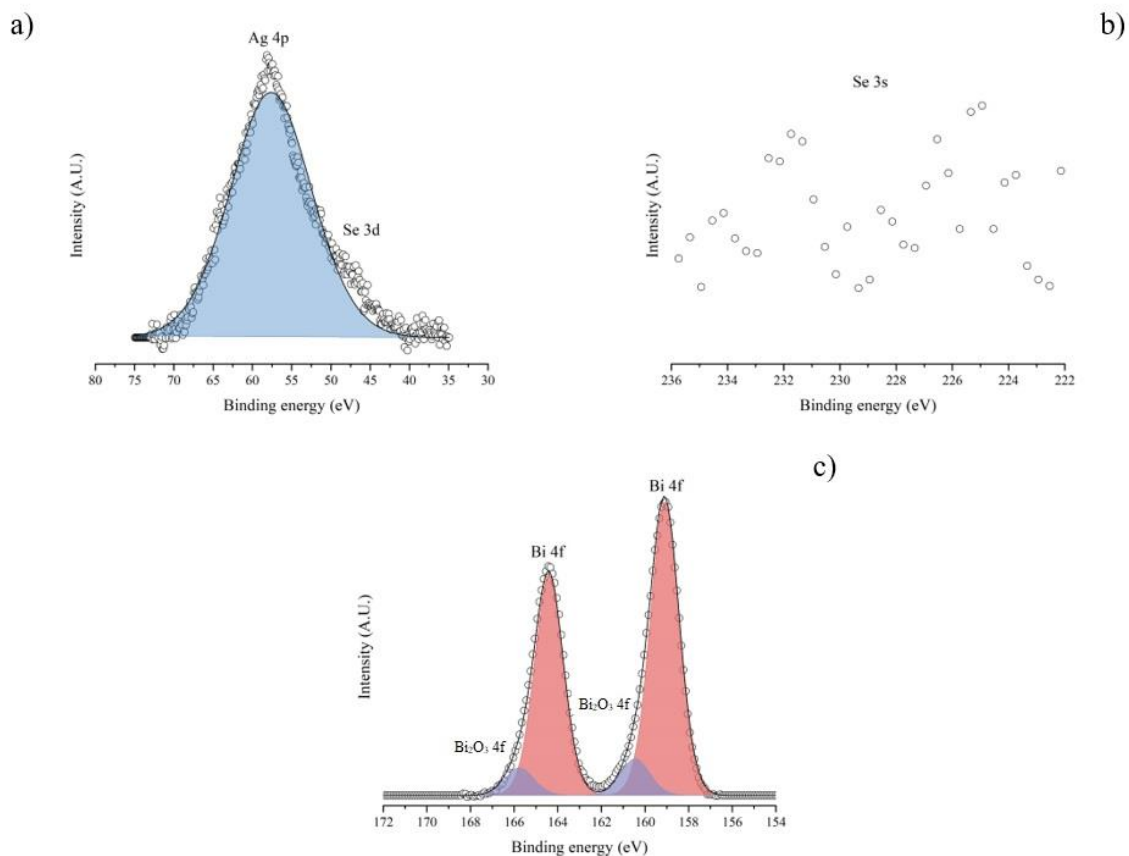 a)
Ag 4p
Se 3d
Intensity (A.U.)
80 75 70 65 60 55 50 45 40 35 30
Binding energy (eV)
b)
Se 3s
Intensity (A.U.)
236 234 232 230 228 226 224 222
Binding energy (eV)
c)
Bi 4f
Bi 4f
Bi₂O₃ 4f
Bi₂O₃ 4f
Intensity (A.U.)
172 170 168 166 164 162 160 158 156 154
Binding energy (eV)